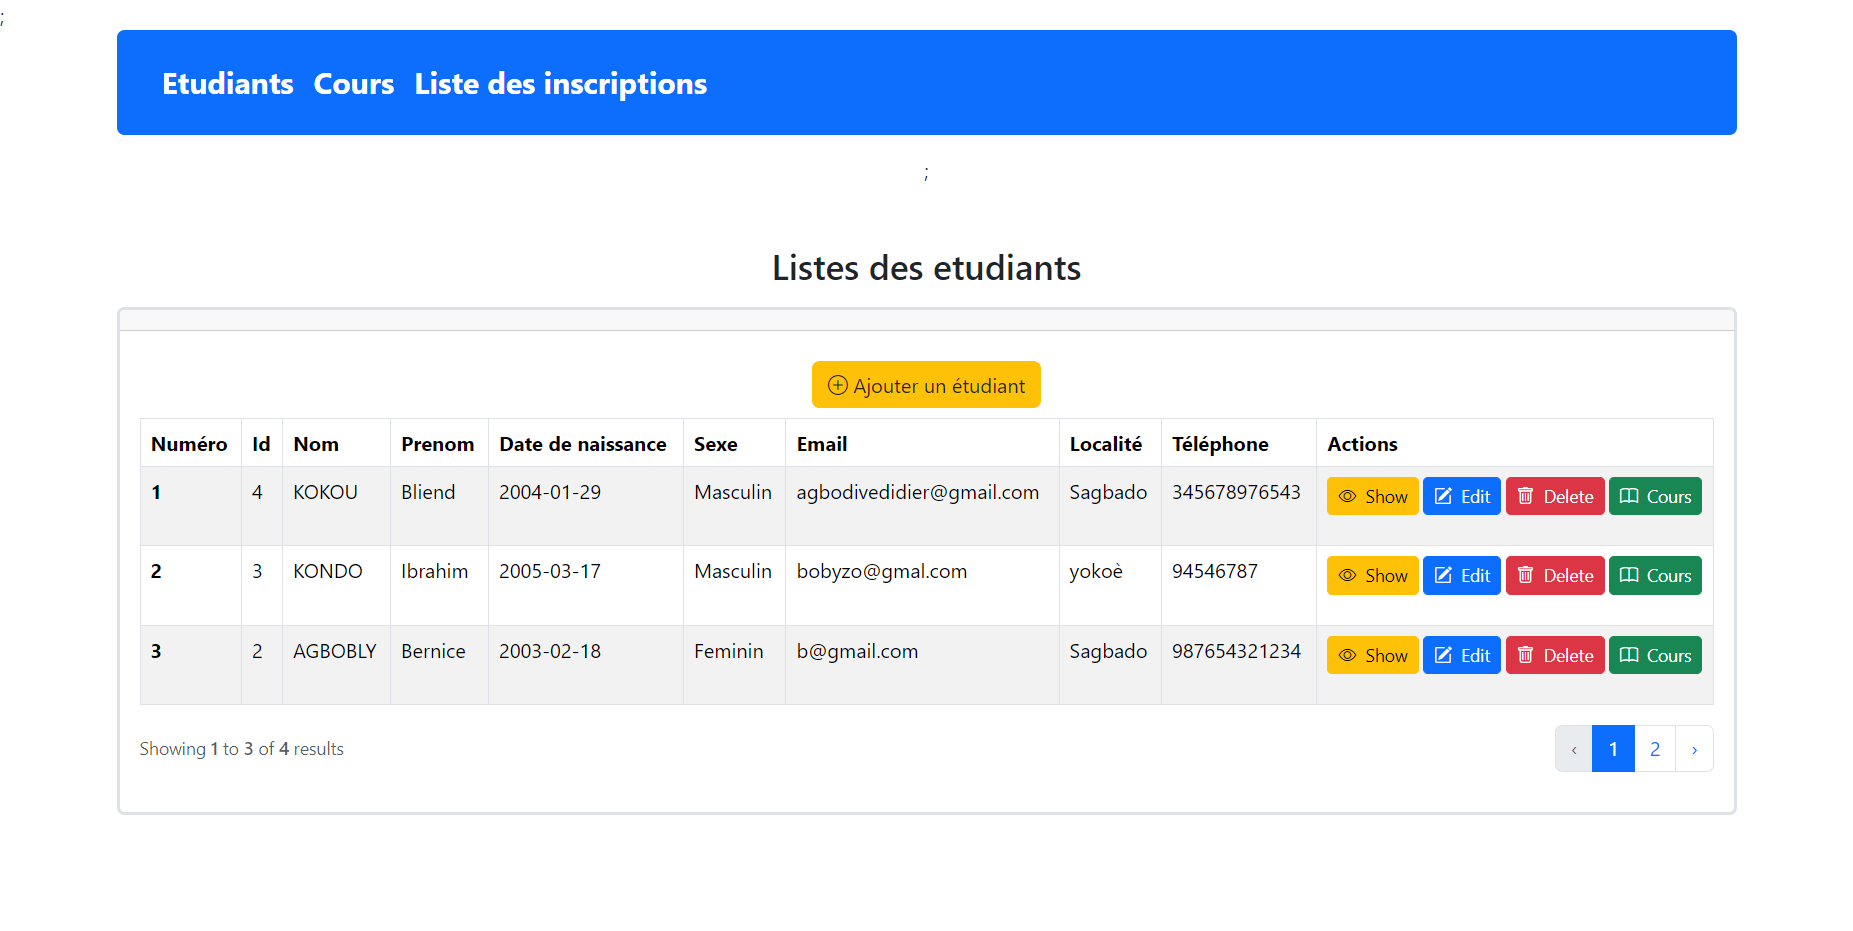 ;
Etudiants Cours Liste des inscriptions
;
Listes des etudiants
Ajouter un étudiant
Numéro Id Nom Prenom Date de naissance Sexe Email Localité Téléphone Actions
1 4 KOKOU Bliend 2004-01-29 Masculin agbodivedidier@gmail.com Sagbado 345678976543 Show Edit Delete Cours
2 3 KONDO Ibrahim 2005-03-17 Masculin bobyzo@gmal.com yokoè 94546787 Show Edit Delete Cours
3 2 AGBOBLY Bernice 2003-02-18 Feminin b@gmail.com Sagbado 987654321234 Show Edit Delete Cours
Showing 1 to 3 of 4 results ‹ 1 2 ›